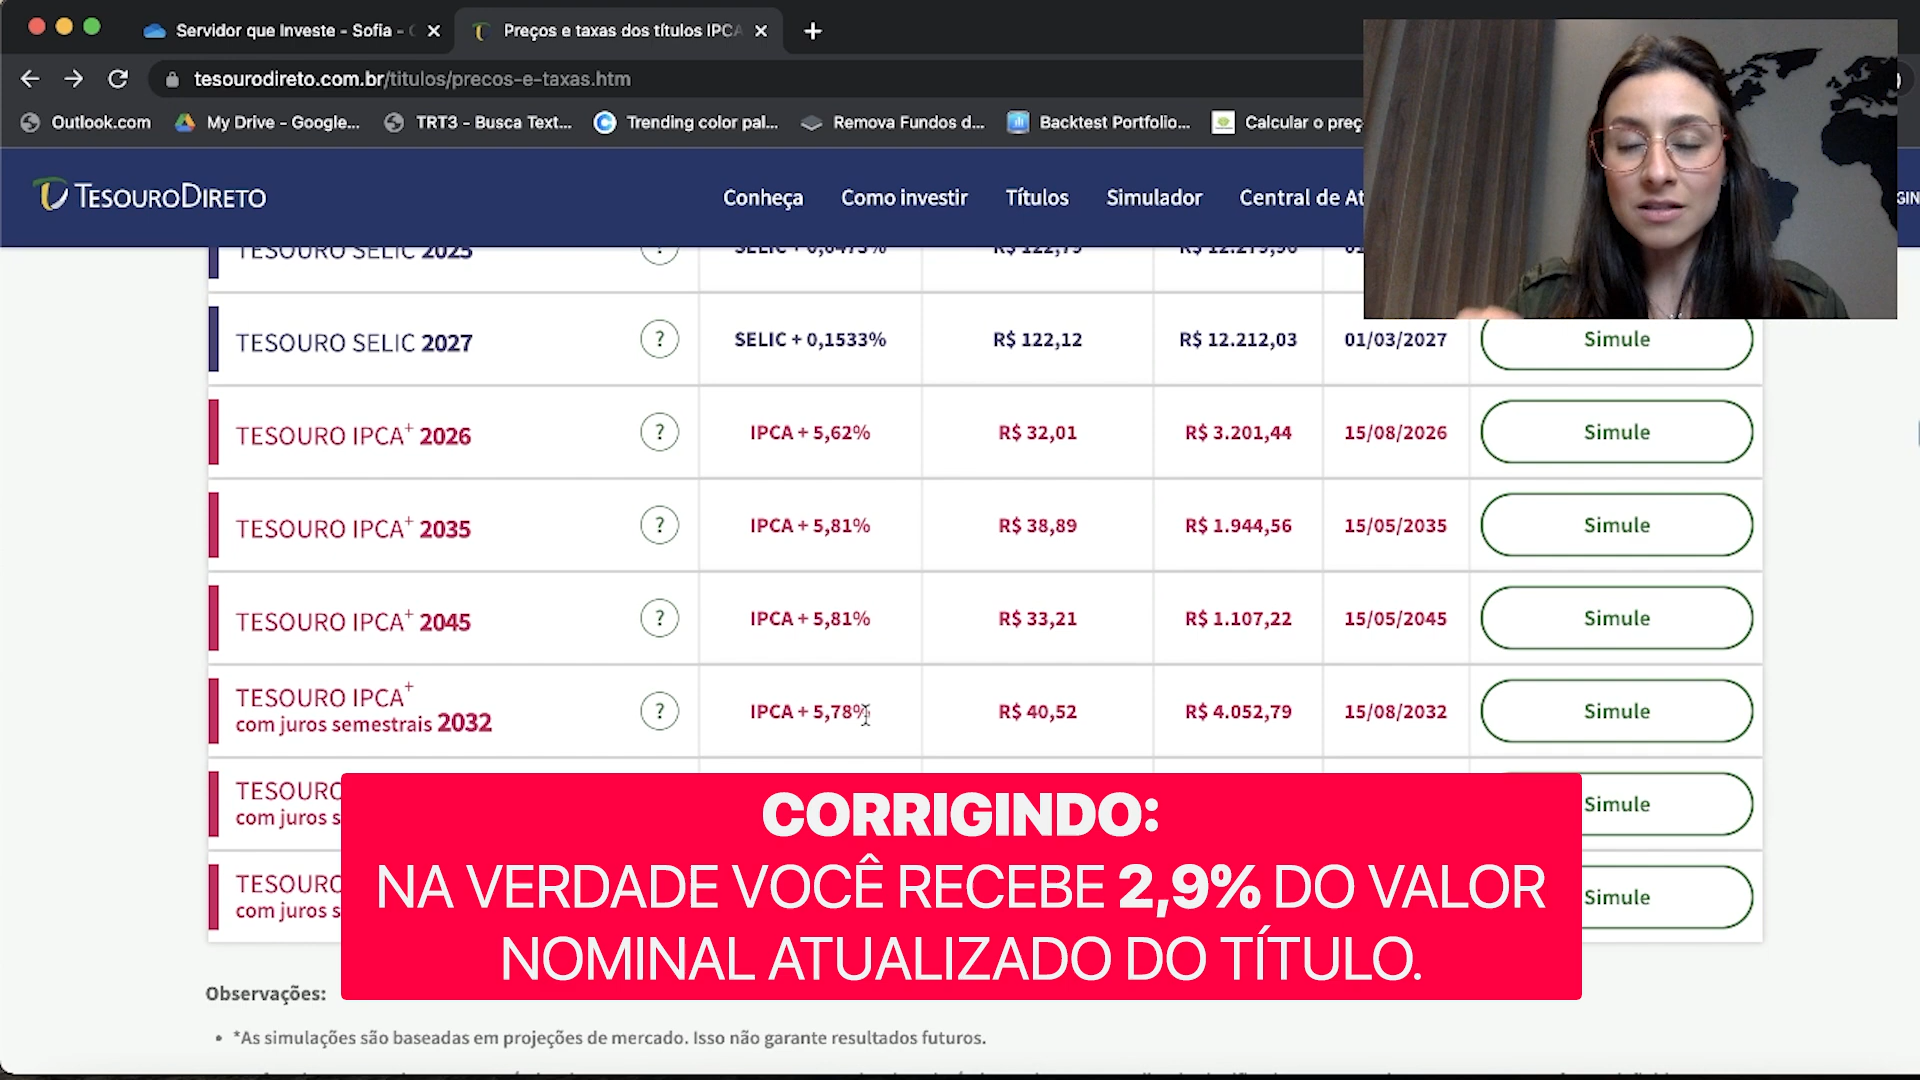 Servidor que Investe - Sofia -
Preços e taxas dos títulos IPCA
tesourodireto.com.br/titulos/precos-e-taxas.htm
Outlook.com
My Drive - Google...
TRT3 - Busca Text...
Trending color pal...
Remova Fundos d...
Backtest Portfolio...
Calcular o preç
TESOURODIRETO
Conheça
Como investir
Títulos
Simulador
Central de At
GIN
TESOURO SELIC 2025
?
TESOURO SELIC 2027
?
SELIC + 0,1533%
R$ 122,12
R$ 12.212,03
01/03/2027
Simule
TESOURO IPCA+ 2026
?
IPCA + 5,62%
R$ 32,01
R$ 3.201,44
15/08/2026
Simule
TESOURO IPCA+ 2035
?
IPCA + 5,81%
R$ 38,89
R$ 1.944,56
15/05/2035
Simule
TESOURO IPCA+ 2045
?
IPCA + 5,81%
R$ 33,21
R$ 1.107,22
15/05/2045
Simule
TESOURO IPCA+
com juros semestrais 2032
?
IPCA + 5,78%
R$ 40,52
R$ 4.052,79
15/08/2032
Simule
TESOURO
com juros s
Simule
TESOURO
com juros s
Simule
CORRIGINDO:
NA VERDADE VOCÊ RECEBE 2,9% DO VALOR
NOMINAL ATUALIZADO DO TÍTULO.
Observações:
• *As simulações são baseadas em projeções de mercado. Isso não garante resultados futuros.